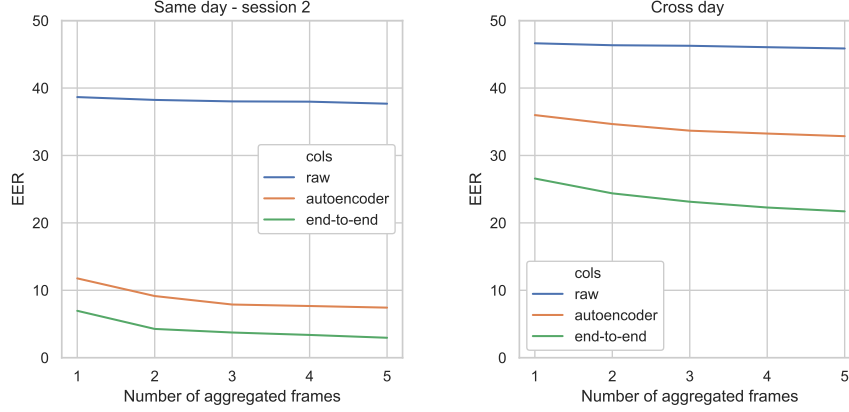 Same day - session 2
50
40
30
20
10
0
EER
cols
raw
autoencoder
end-to-end
1 2 3 4 5
Number of aggregated frames
Cross day
50
40
30
20
10
0
EER
cols
raw
autoencoder
end-to-end
1 2 3 4 5
Number of aggregated frames